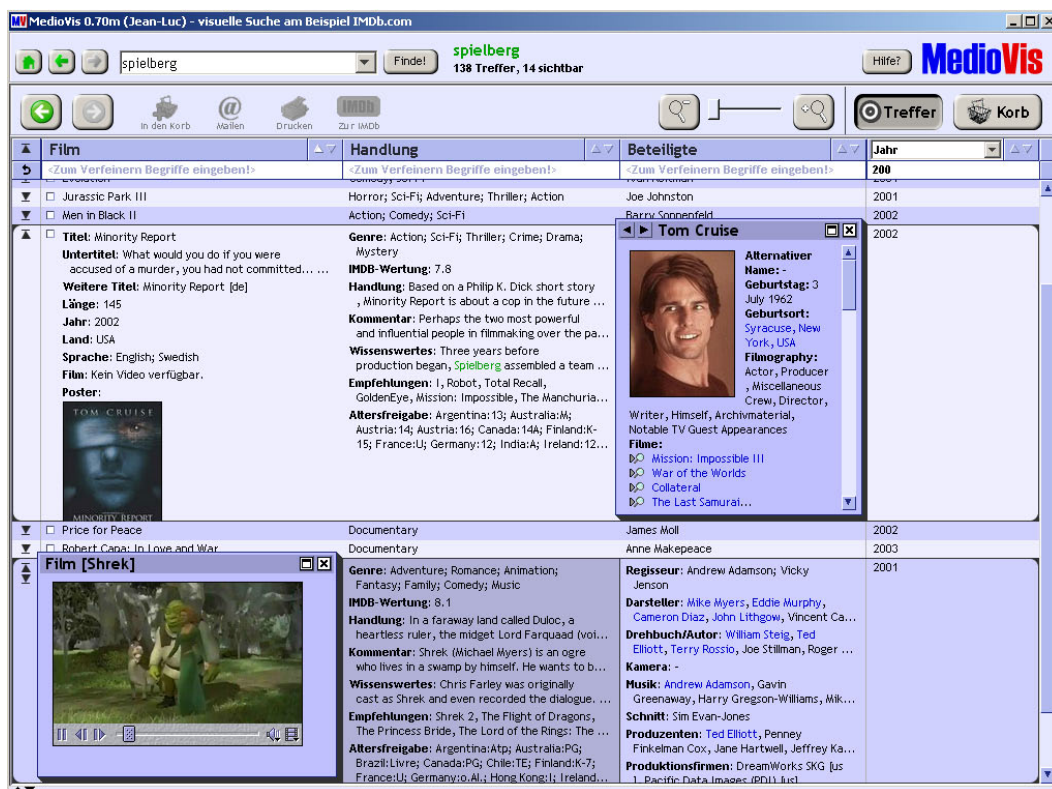 MV MedioVis 0.70m (Jean-Luc) - visuelle Suche am Beispiel IMDb.com
spielberg
Finde!
spielberg
138 Treffer, 14 sichtbar
Hilfe?
MedioVis
in den Korb
Mailen
Drucken
IMDb
Zur IMDb
Treffer
Korb
Film
Handlung
Beteiligte
Jahr
<Zum Verfeinern Begriffe eingeben!>
<Zum Verfeinern Begriffe eingeben!>
<Zum Verfeinern Begriffe eingeben!>
200
Jurassic Park III
Horror; Sci-Fi; Adventure; Thriller; Action
Joe Johnston
2001
Men in Black II
Action; Comedy; Sci-Fi
Barry Sonnenfeld
2002
Titel: Minority Report
Untertitel: What would you do if you were
accused of a murder, you had not committed... ...
Weitere Titel: Minority Report [de]
Länge: 145
Jahr: 2002
Land: USA
Sprache: English; Swedish
Film: Kein Video verfügbar.
Poster:
TOM CRUISE
MINORITY REPORT
Genre: Action; Sci-Fi; Thriller; Crime; Drama;
Mystery
IMDB-Wertung: 7.8
Handlung: Based on a Philip K. Dick short story
, Minority Report is about a cop in the future ...
Kommentar: Perhaps the two most powerful
and influential people in filmmaking over the pa...
Wissenswertes: Three years before
production began, Spielberg assembled a team ...
Empfehlungen: I, Robot, Total Recall,
GoldenEye, Mission: Impossible, The Manchuria...
Altersfreigabe: Argentina:13; Australia:M;
Austria:14; Austria:16; Canada:14A; Finland:K-
15; France:U; Germany:12; India:A; Ireland:12...
Tom Cruise
Alternativer
Name: -
Geburtstag: 3
July 1962
Geburtsort:
Syracuse, New
York, USA
Filmography:
Actor, Producer
, Miscellaneous
Crew, Director,
Writer, Himself, Archivmaterial,
Notable TV Guest Appearances
Filme:
Mission: Impossible III
War of the Worlds
Collateral
The Last Samurai...
2002
Price for Peace
Documentary
James Moll
2002
Robert Capa: In Love and War
Documentary
Anne Makepeace
2003
Film [Shrek]
Genre: Adventure; Romance; Animation;
Fantasy; Family; Comedy; Music
IMDB-Wertung: 8.1
Handlung: In a faraway land called Duloc, a
heartless ruler, the midget Lord Farquaad (voi...
Kommentar: Shrek (Michael Myers) is an ogre
who lives in a swamp by himself. He wants to b...
Wissenswertes: Chris Farley was originally
cast as Shrek and even recorded the dialogue. ...
Empfehlungen: Shrek 2, The Flight of Dragons,
The Princess Bride, The Lord of the Rings: The ...
Altersfreigabe: Argentina:Atp; Australia:PG;
Brazil:Livre; Canada:PG; Chile:TE; Finland:K-7;
France:U; Germany:o.Al.; Hong Kong:I; Ireland...
Regisseur: Andrew Adamson; Vicky
Jenson
Darsteller: Mike Myers, Eddie Murphy,
Cameron Diaz, John Lithgow, Vincent Ca...
Drehbuch/Autor: William Steig, Ted
Elliott, Terry Rossio, Joe Stillman, Roger ...
Kamera: -
Musik: Andrew Adamson, Gavin
Greenaway, Harry Gregson-Williams, Mik...
Schnitt: Sim Evan-Jones
Produzenten: Ted Elliott, Penney
Finkelman Cox, Jane Hartwell, Jeffrey Ka...
Produktionsfirmen: DreamWorks SKG [us
], Pacific Data Images (PDI) [us]
2001